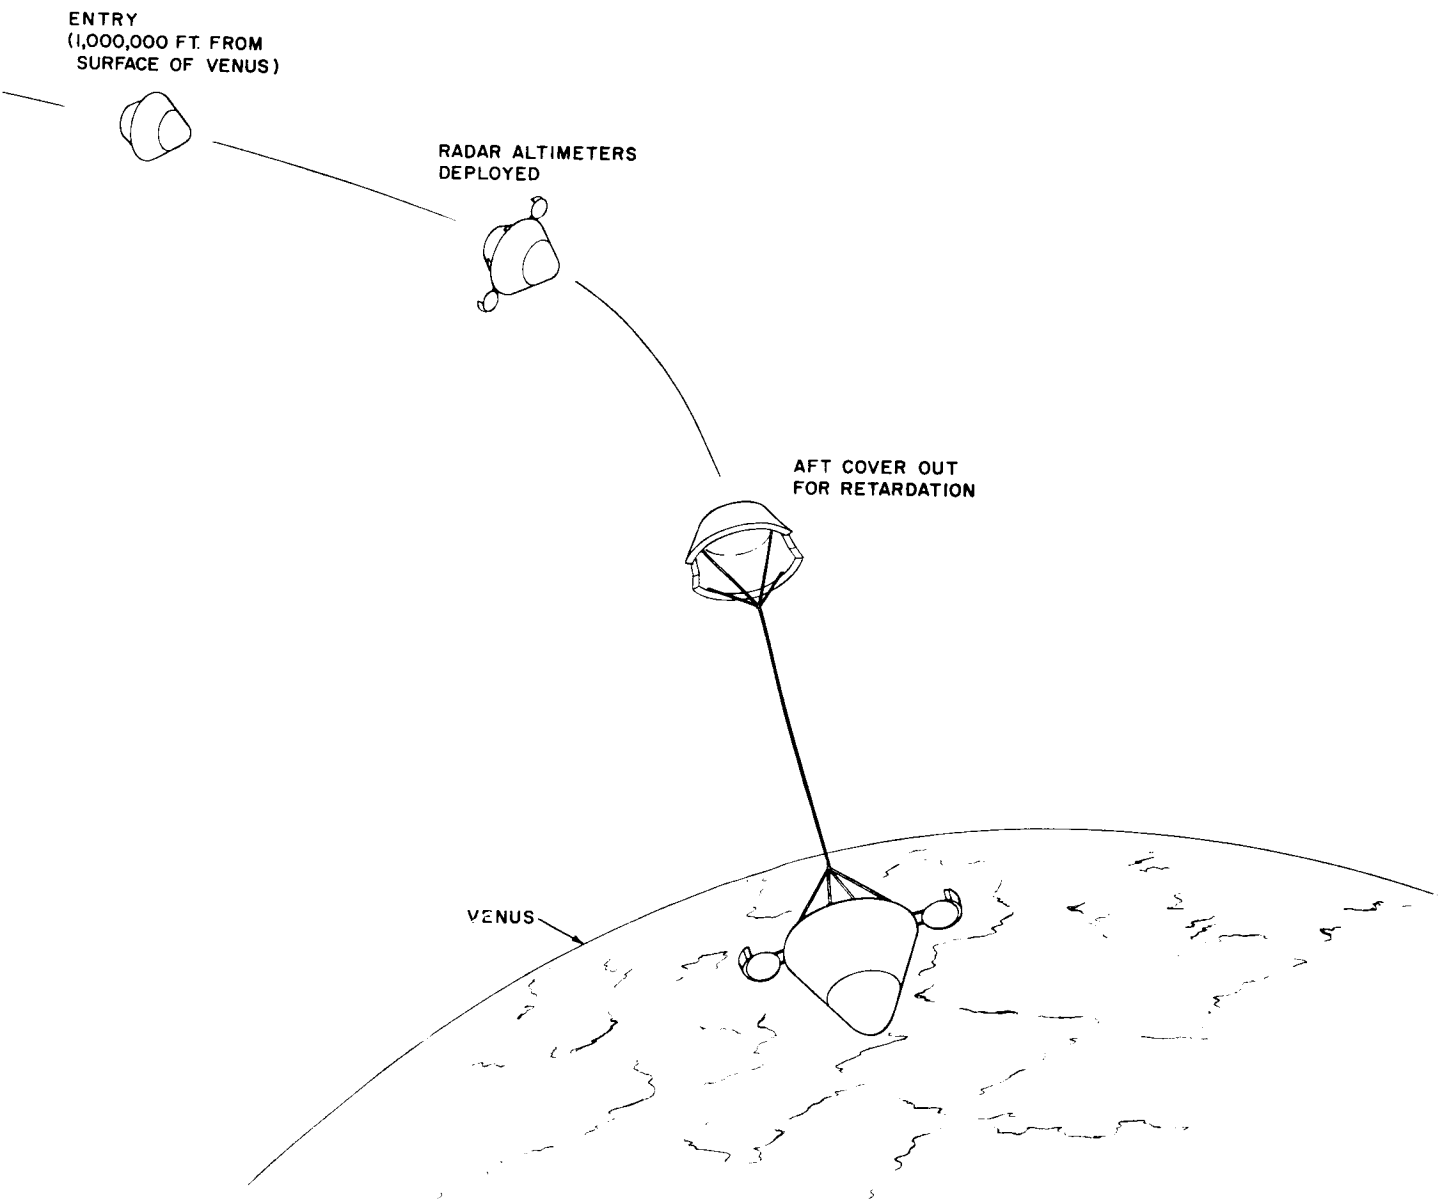 ENTRY
(1,000,000 FT. FROM
SURFACE OF VENUS)
RADAR ALTIMETERS
DEPLOYED
AFT COVER OUT
FOR RETARDATION
VENUS